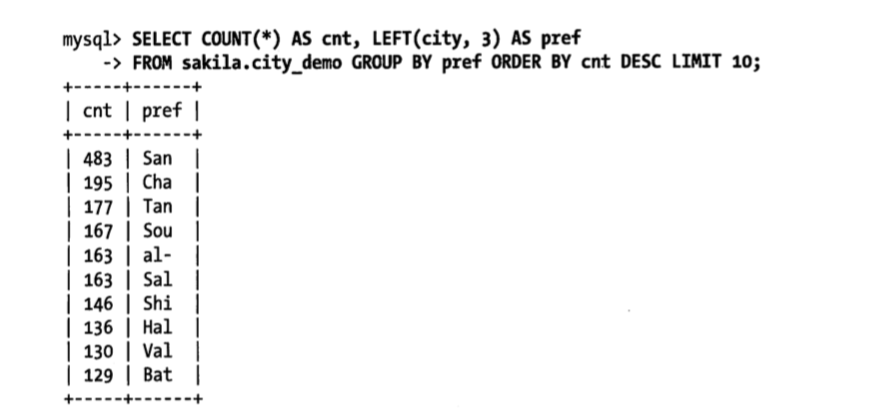 mysql> SELECT COUNT(*) AS cnt, LEFT(city, 3) AS pref
    -> FROM sakila.city_demo GROUP BY pref ORDER BY cnt DESC LIMIT 10;
+-----+------+
| cnt | pref |
+-----+------+
| 483 | San  |
| 195 | Cha  |
| 177 | Tan  |
| 167 | Sou  |
| 163 | al-  |
| 163 | Sal  |
| 146 | Shi  |
| 136 | Hal  |
| 130 | Val  |
| 129 | Bat  |
+-----+------+